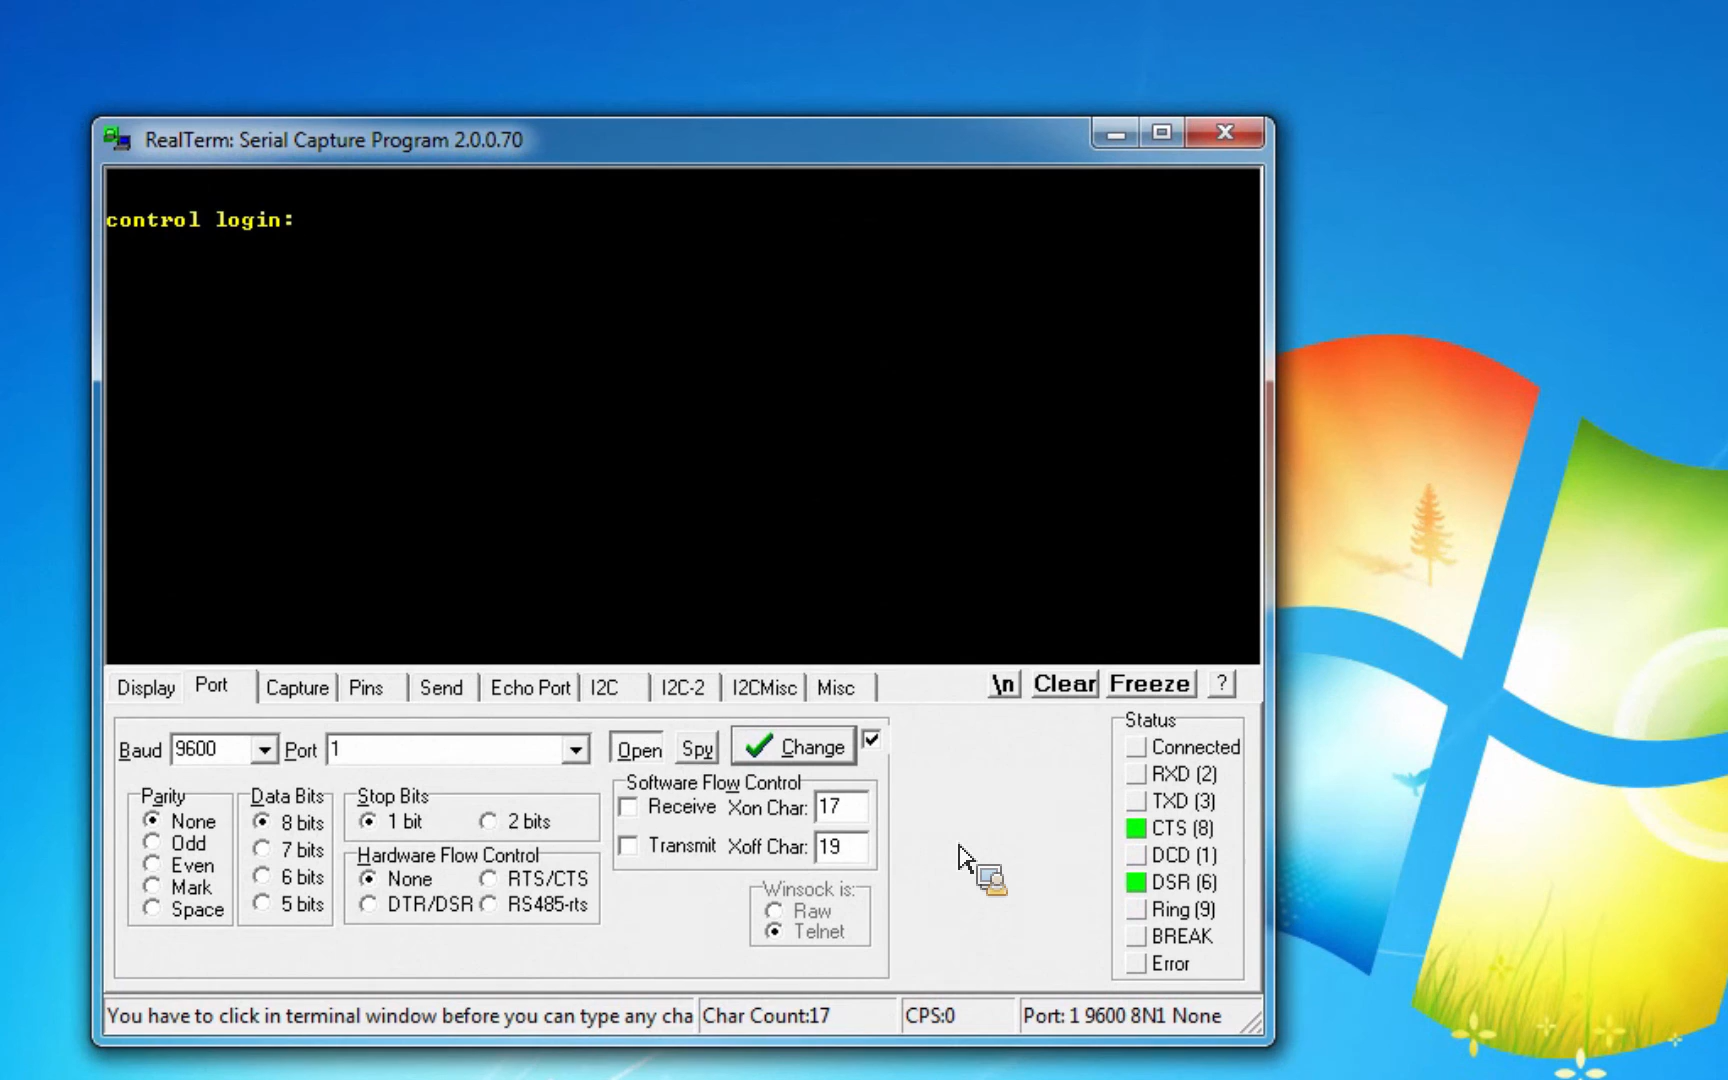 RealTerm: Serial Capture Program 2.0.0.70
control login:
Display Port Capture Pins Send Echo Port I2C I2C-2 I2CMisc Misc \n Clear Freeze ?
Baud 9600 Port 1 Open Spy Change
Parity
None
Odd
Even
Mark
Space
Data Bits
8 bits
7 bits
6 bits
5 bits
Stop Bits
1 bit 2 bits
Hardware Flow Control
None RTS/CTS
DTR/DSR RS485-rts
Software Flow Control
Receive Xon Char: 17
Transmit Xoff Char: 19
Winsock is:
Raw
Telnet
Status
Connected
RXD (2)
TXD (3)
CTS (8)
DCD (1)
DSR (6)
Ring (9)
BREAK
Error
You have to click in terminal window before you can type any cha Char Count:17 CPS:0 Port: 1 9600 8N1 None